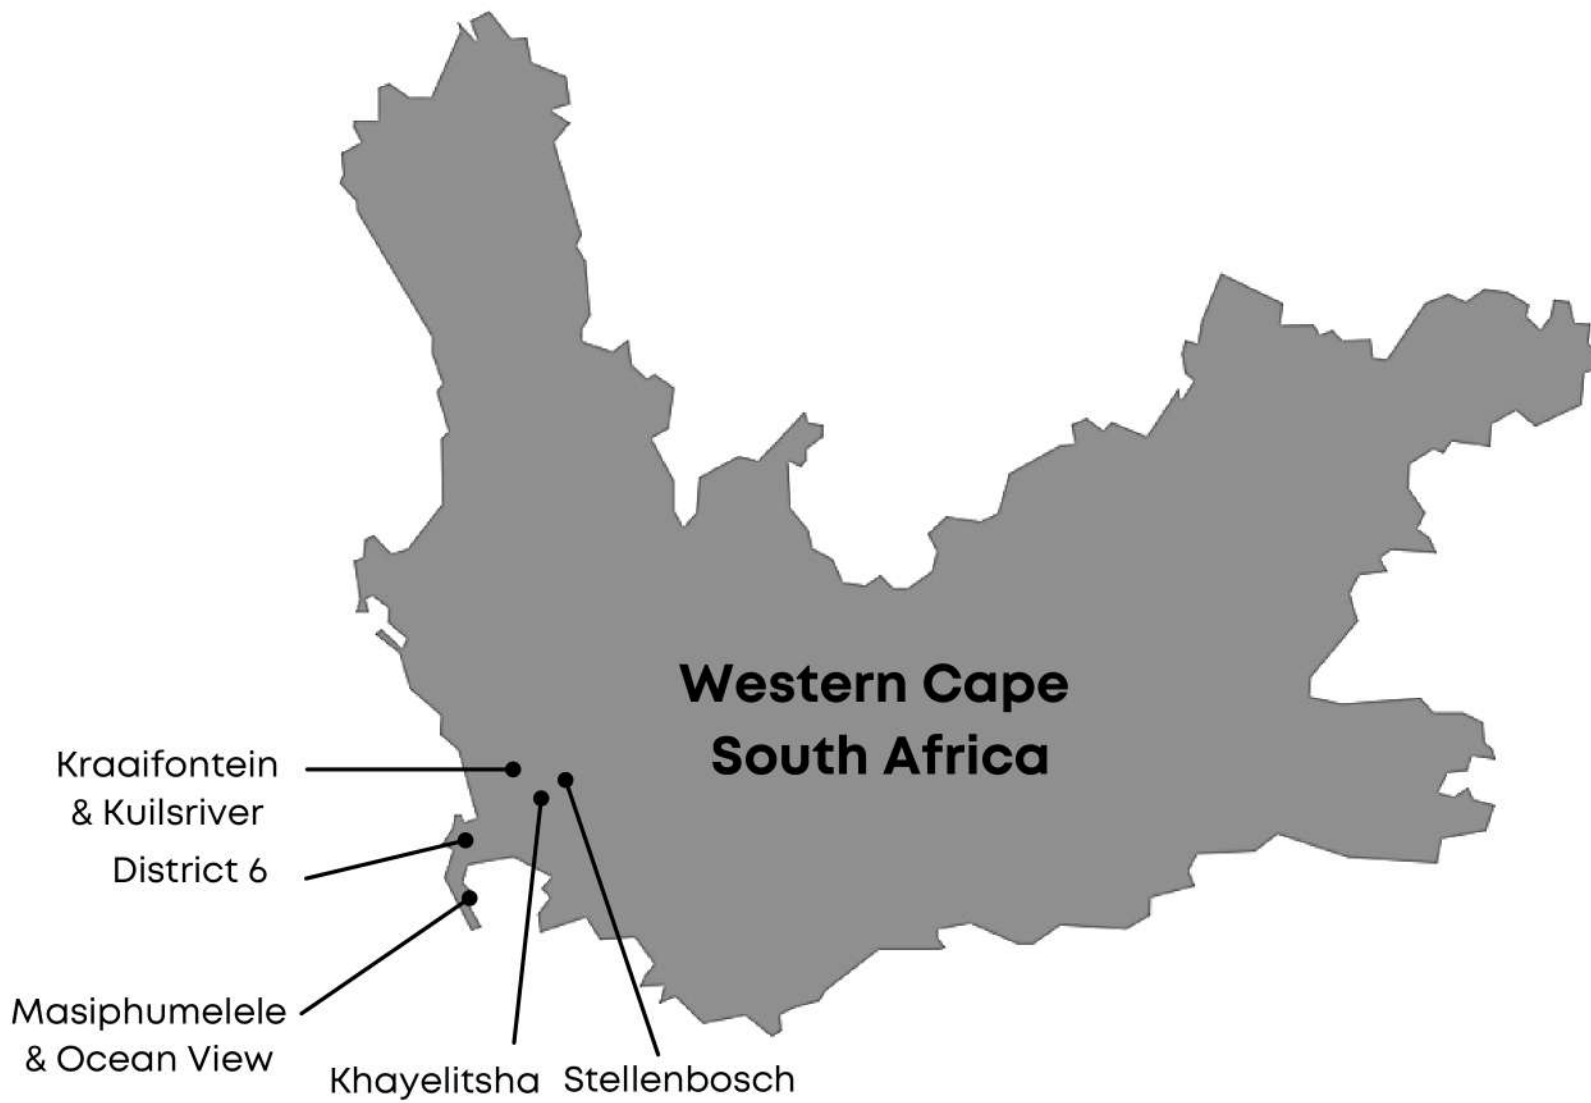 Western Cape
South Africa
Kraaifontein
& Kuilsriver
District 6
Masiphumelele
& Ocean View
Khayelitsha
Stellenbosch